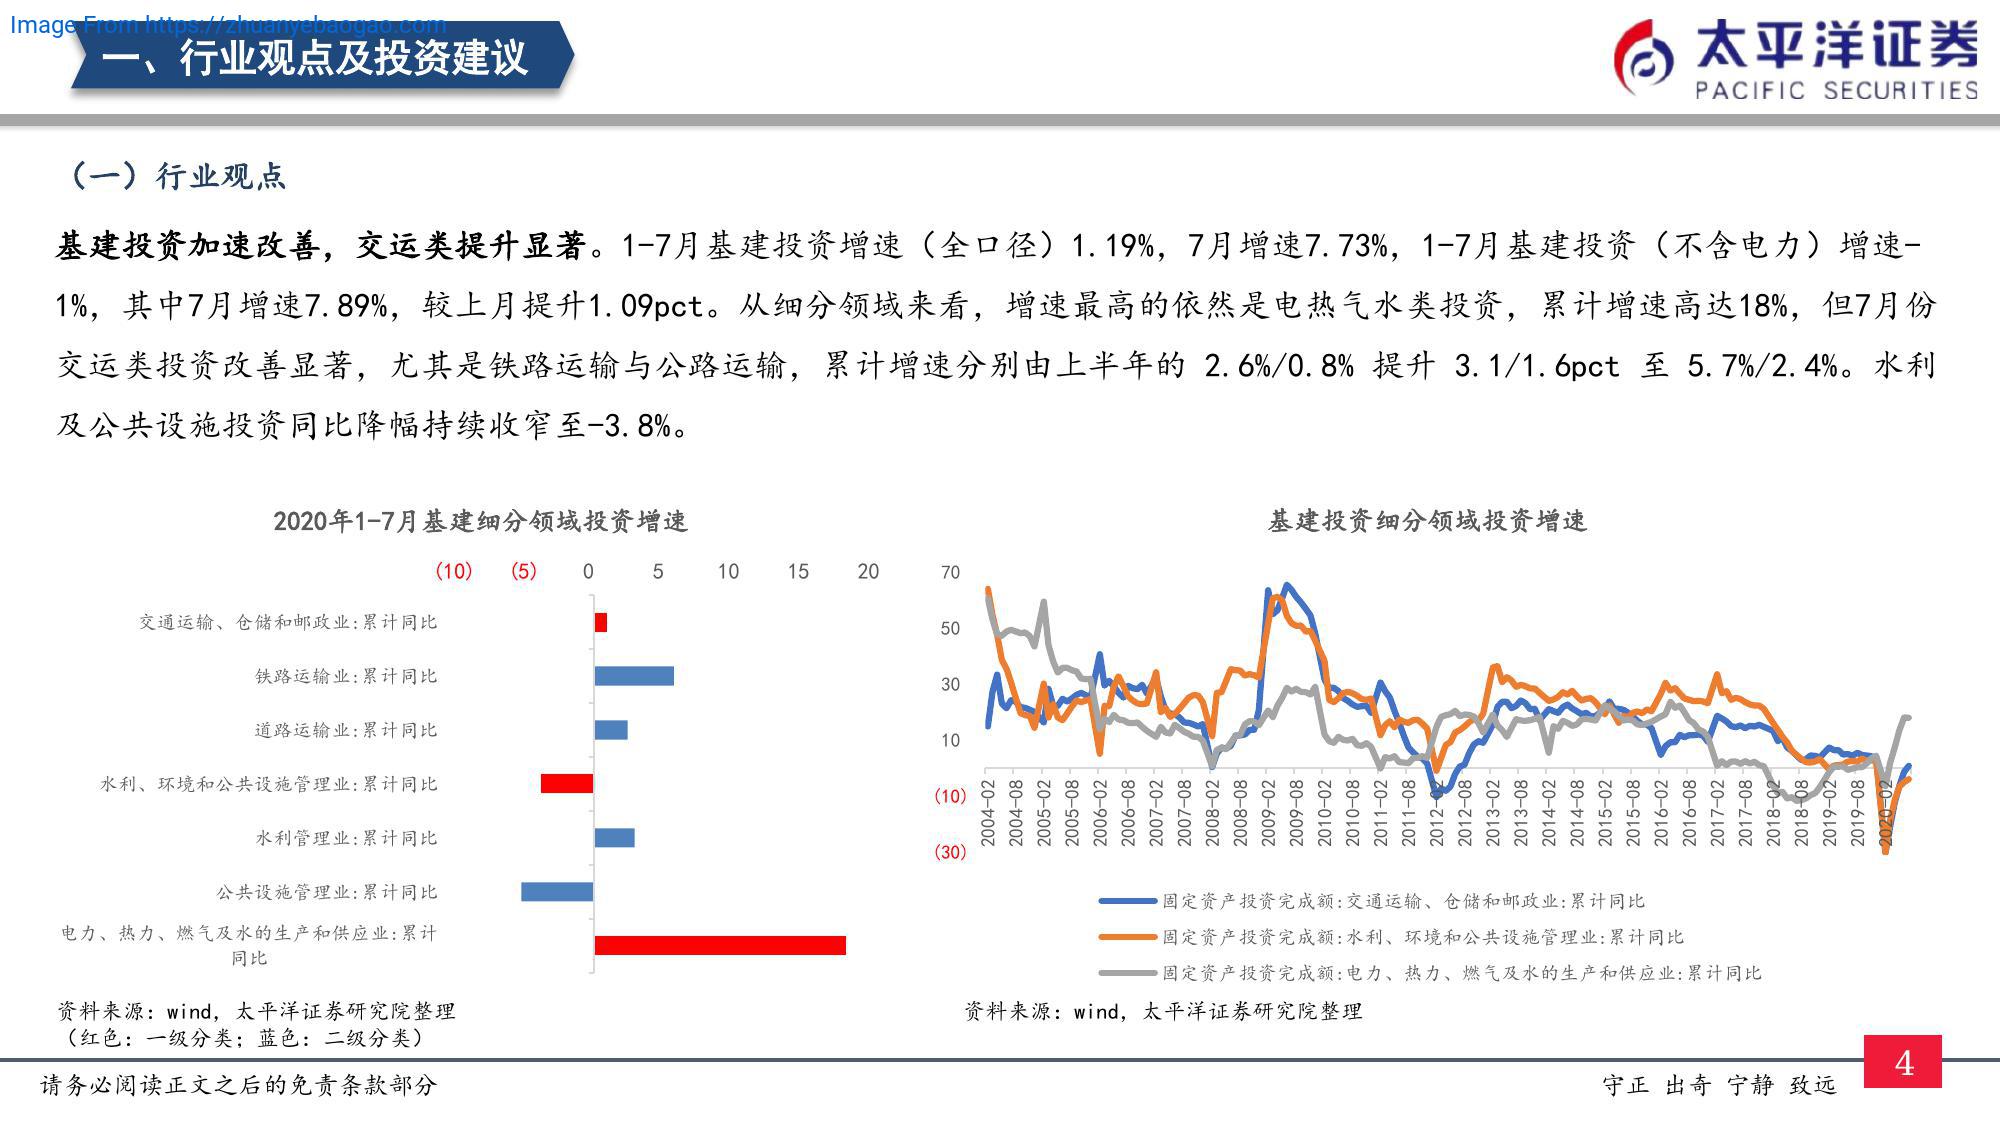 Image From https://zhuanyebaogao.com
一、行业观点及投资建议
太平洋证券
PACIFIC SECURITIES
（一）行业观点
基建投资加速改善，交运类提升显著。1-7月基建投资增速（全口径）1.19%，7月增速7.73%，1-7月基建投资（不含电力）增速-
1%，其中7月增速7.89%，较上月提升1.09pct。从细分领域来看，增速最高的依然是电热气水类投资，累计增速高达18%，但7月份
交运类投资改善显著，尤其是铁路运输与公路运输，累计增速分别由上半年的 2.6%/0.8% 提升 3.1/1.6pct 至 5.7%/2.4%。水利
及公共设施投资同比降幅持续收窄至-3.8%。
2020年1-7月基建细分领域投资增速
(10) (5) 0 5 10 15 20
交通运输、仓储和邮政业:累计同比
铁路运输业:累计同比
道路运输业:累计同比
水利、环境和公共设施管理业:累计同比
水利管理业:累计同比
公共设施管理业:累计同比
电力、热力、燃气及水的生产和供应业:累计
同比
资料来源：wind，太平洋证券研究院整理
（红色：一级分类；蓝色：二级分类）
基建投资细分领域投资增速
70
50
30
10
(10)
(30)
2004-02 2004-08 2005-02 2005-08 2006-02 2006-08 2007-02 2007-08 2008-02 2008-08 2009-02 2009-08 2010-02 2010-08 2011-02 2011-08 2012-02 2012-08 2013-02 2013-08 2014-02 2014-08 2015-02 2015-08 2016-02 2016-08 2017-02 2017-08 2018-02 2018-08 2019-02 2019-08 2020-02
固定资产投资完成额:交通运输、仓储和邮政业:累计同比
固定资产投资完成额:水利、环境和公共设施管理业:累计同比
固定资产投资完成额:电力、热力、燃气及水的生产和供应业:累计同比
资料来源：wind，太平洋证券研究院整理
请务必阅读正文之后的免责条款部分
守正 出奇 宁静 致远
4